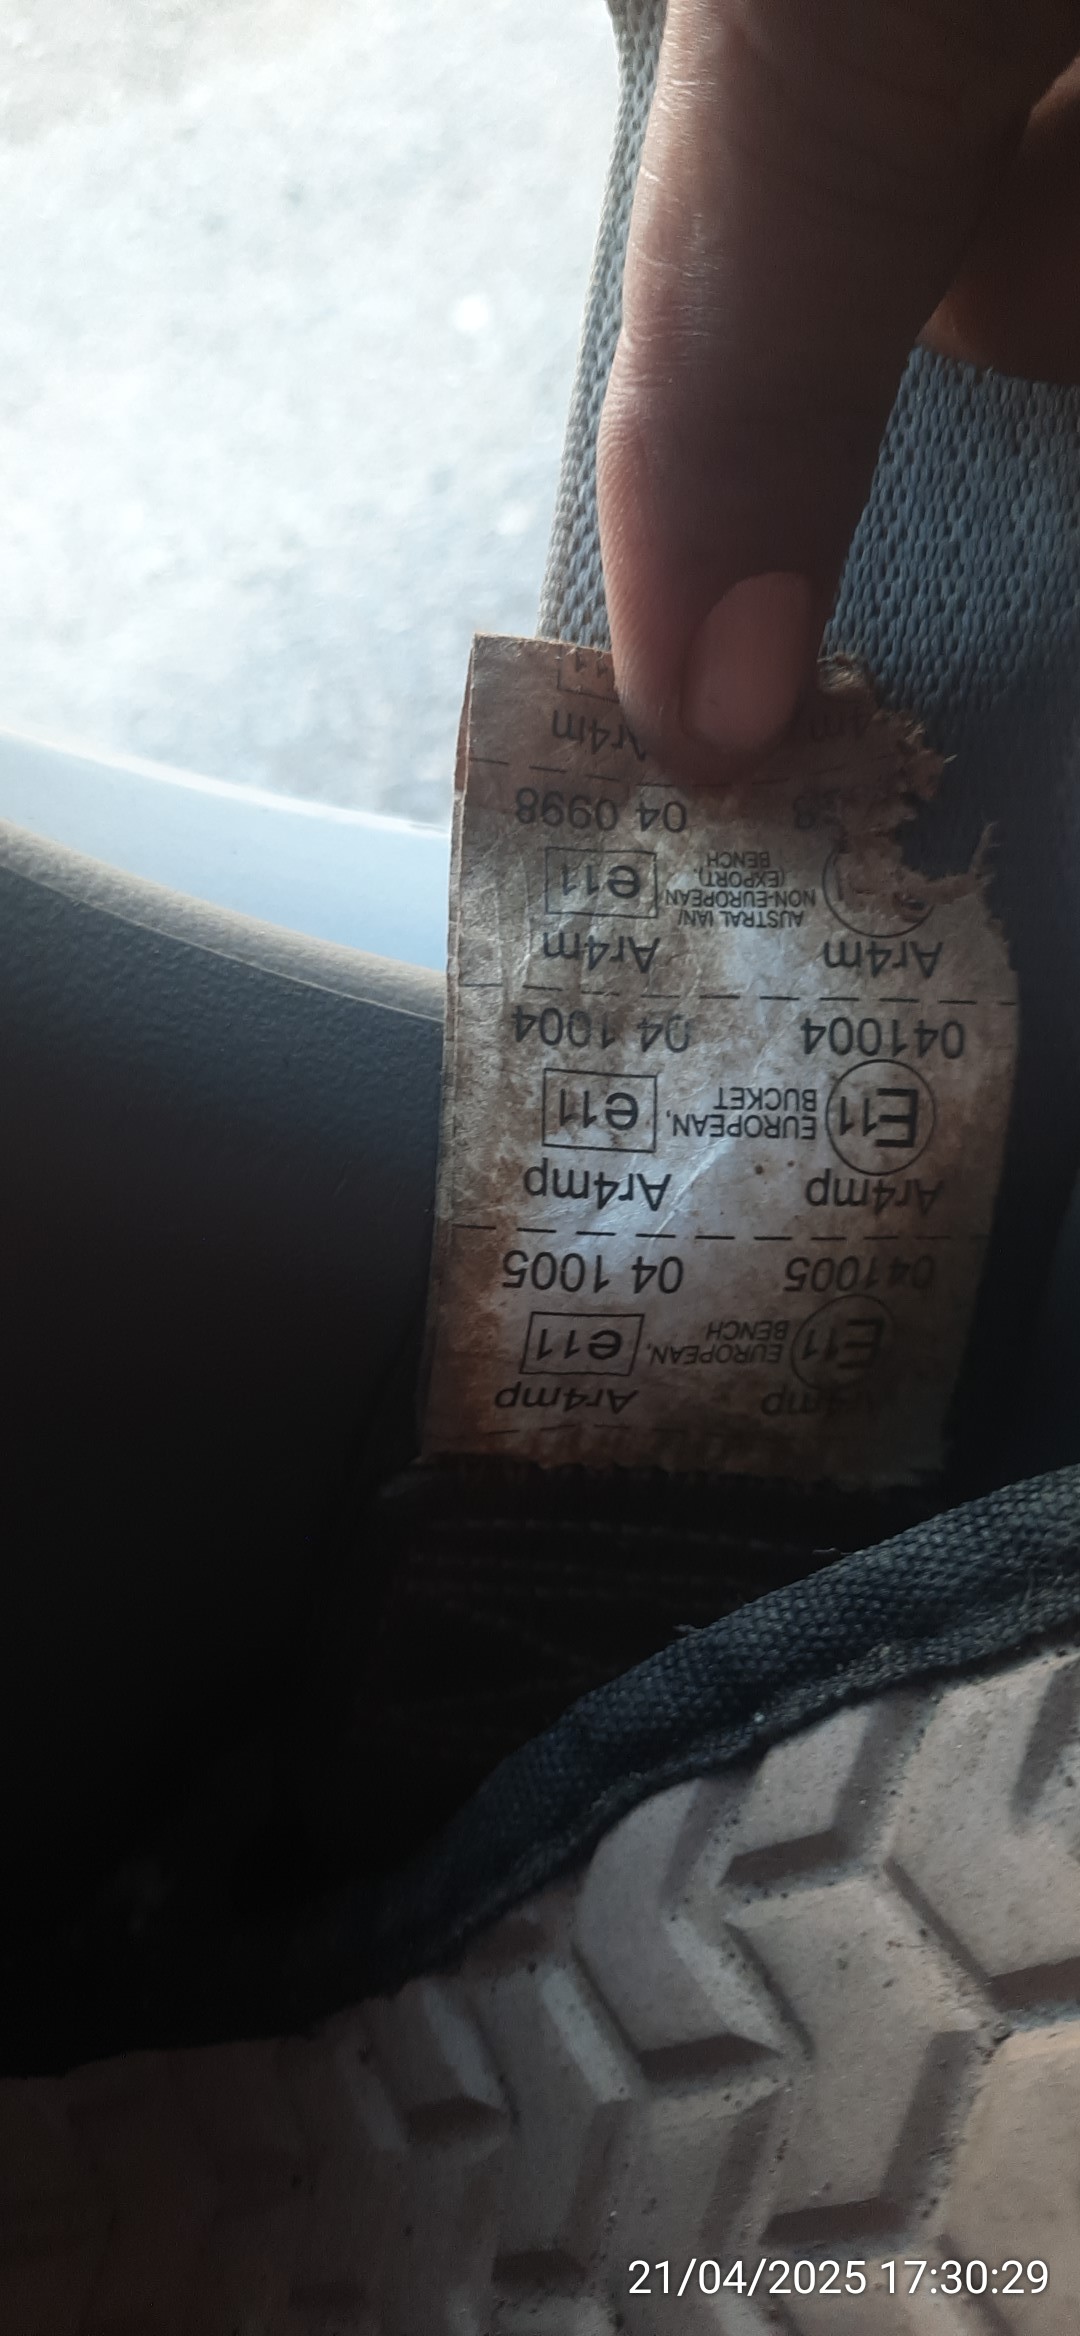 Ar4mp Ar4mp
E11 EUROPEAN, e11
BENCH
041005 04 1005
Ar4mp Ar4mp
E11 EUROPEAN, e11
BUCKET
041004 04 1004
Ar4m Ar4m
AUSTRALIAN/
NON-EUROPEAN
(EXPORT), e11
BENCH
04 0998
Ar4m
21/04/2025 17:30:29